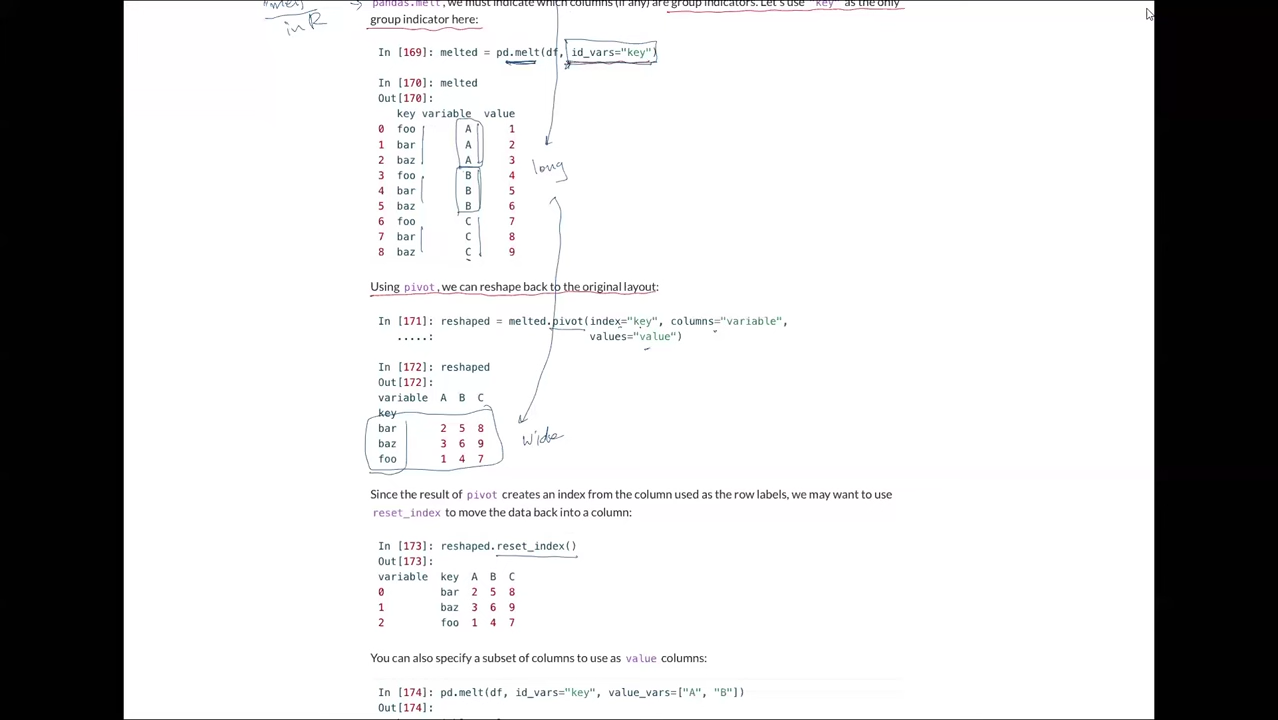 in R
pandas.melt, we must indicate which columns (if any) are group indicators. Let's use "key" as the only
group indicator here:
In [169]: melted = pd.melt(df, id_vars="key")
In [170]: melted
Out[170]:
key variable value
0 foo A 1
1 bar A 2
2 baz A 3
long
3 foo B 4
4 bar B 5
5 baz B 6
6 foo C 7
7 bar C 8
8 baz C 9
Using pivot, we can reshape back to the original layout:
In [171]: reshaped = melted.pivot(index="key", columns="variable",
.....: values="value")
In [172]: reshaped
Out[172]:
variable A B C
key
bar 2 5 8
baz 3 6 9
foo 1 4 7
wide
Since the result of pivot creates an index from the column used as the row labels, we may want to use
reset_index to move the data back into a column:
In [173]: reshaped.reset_index()
Out[173]:
variable key A B C
0 bar 2 5 8
1 baz 3 6 9
2 foo 1 4 7
You can also specify a subset of columns to use as value columns:
In [174]: pd.melt(df, id_vars="key", value_vars=["A", "B"])
Out[174]: